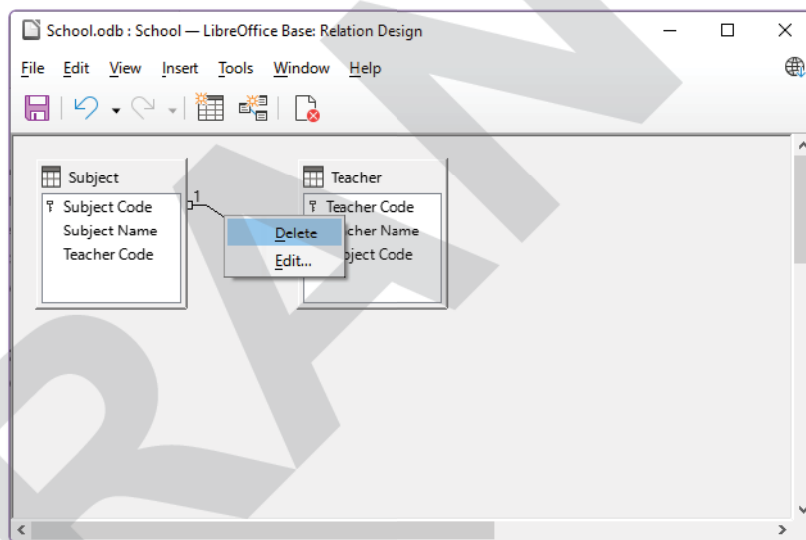 School.odb : School — LibreOffice Base: Relation Design
File Edit View Insert Tools Window Help
Subject
Subject Code
Subject Name
Teacher Code
1
Teacher
Teacher Code
cher Name
ject Code
Delete
Edit...